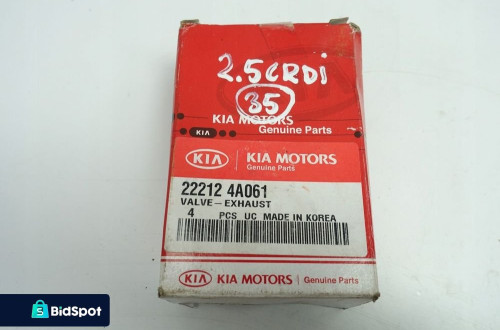 2.5CRDI
35
KIA MOTORS
KIA Genuine Parts
KIA KIA MOTORS
Genuine Parts
22212 4A061
VALVE-EXHAUST
4 PCS UC MADE IN KOREA
KIA KIA MOTORS Genuine Parts
BidSpot